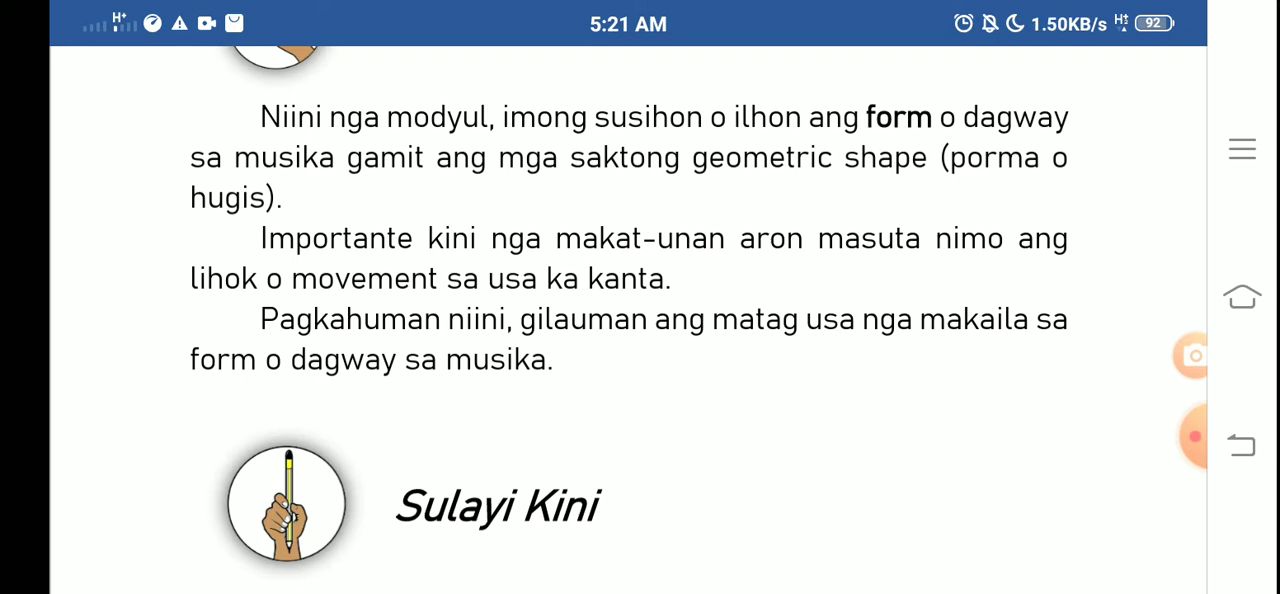 H+
5:21 AM
1.50KB/s
92
Niini nga modyul, imong susihon o ilhon ang form o dagway
sa musika gamit ang mga saktong geometric shape (porma o
hugis).
Importante kini nga makat-unan aron masuta nimo ang
lihok o movement sa usa ka kanta.
Pagkahuman niini, gilauman ang matag usa nga makaila sa
form o dagway sa musika.
Sulayi Kini